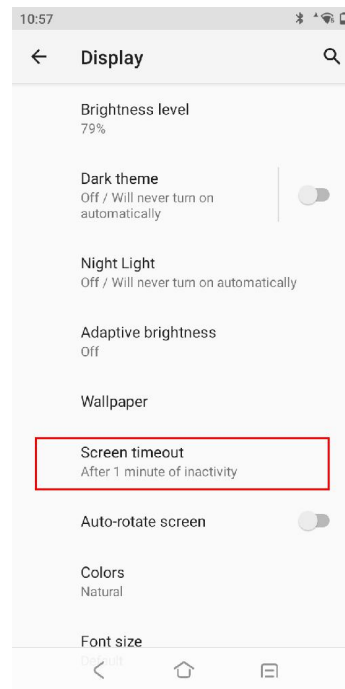 10:57
Display
Brightness level
79%
Dark theme
Off / Will never turn on
automatically
Night Light
Off / Will never turn on automatically
Adaptive brightness
Off
Wallpaper
Screen timeout
After 1 minute of inactivity
Auto-rotate screen
Colors
Natural
Font size
Default